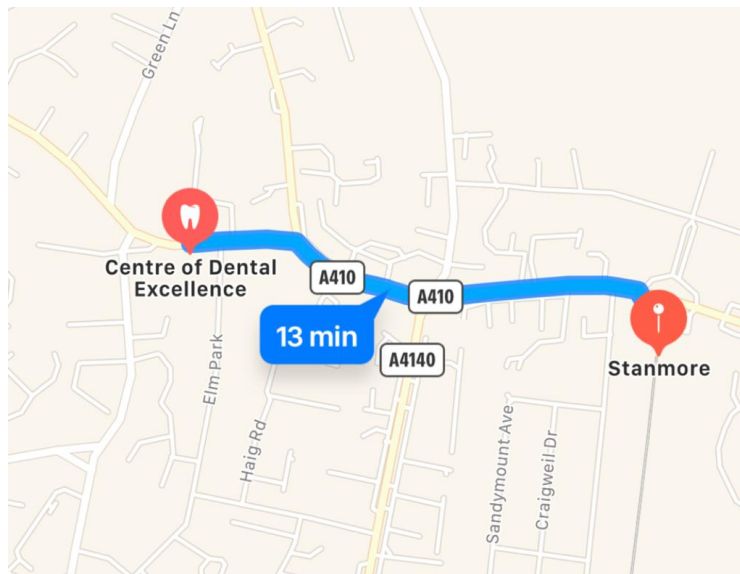 Green Ln
Centre of Dental
Excellence
A410
A410
13 min
A4140
Stanmore
Elm Park
Haig Rd
Sandymount Ave
Craigweil Dr